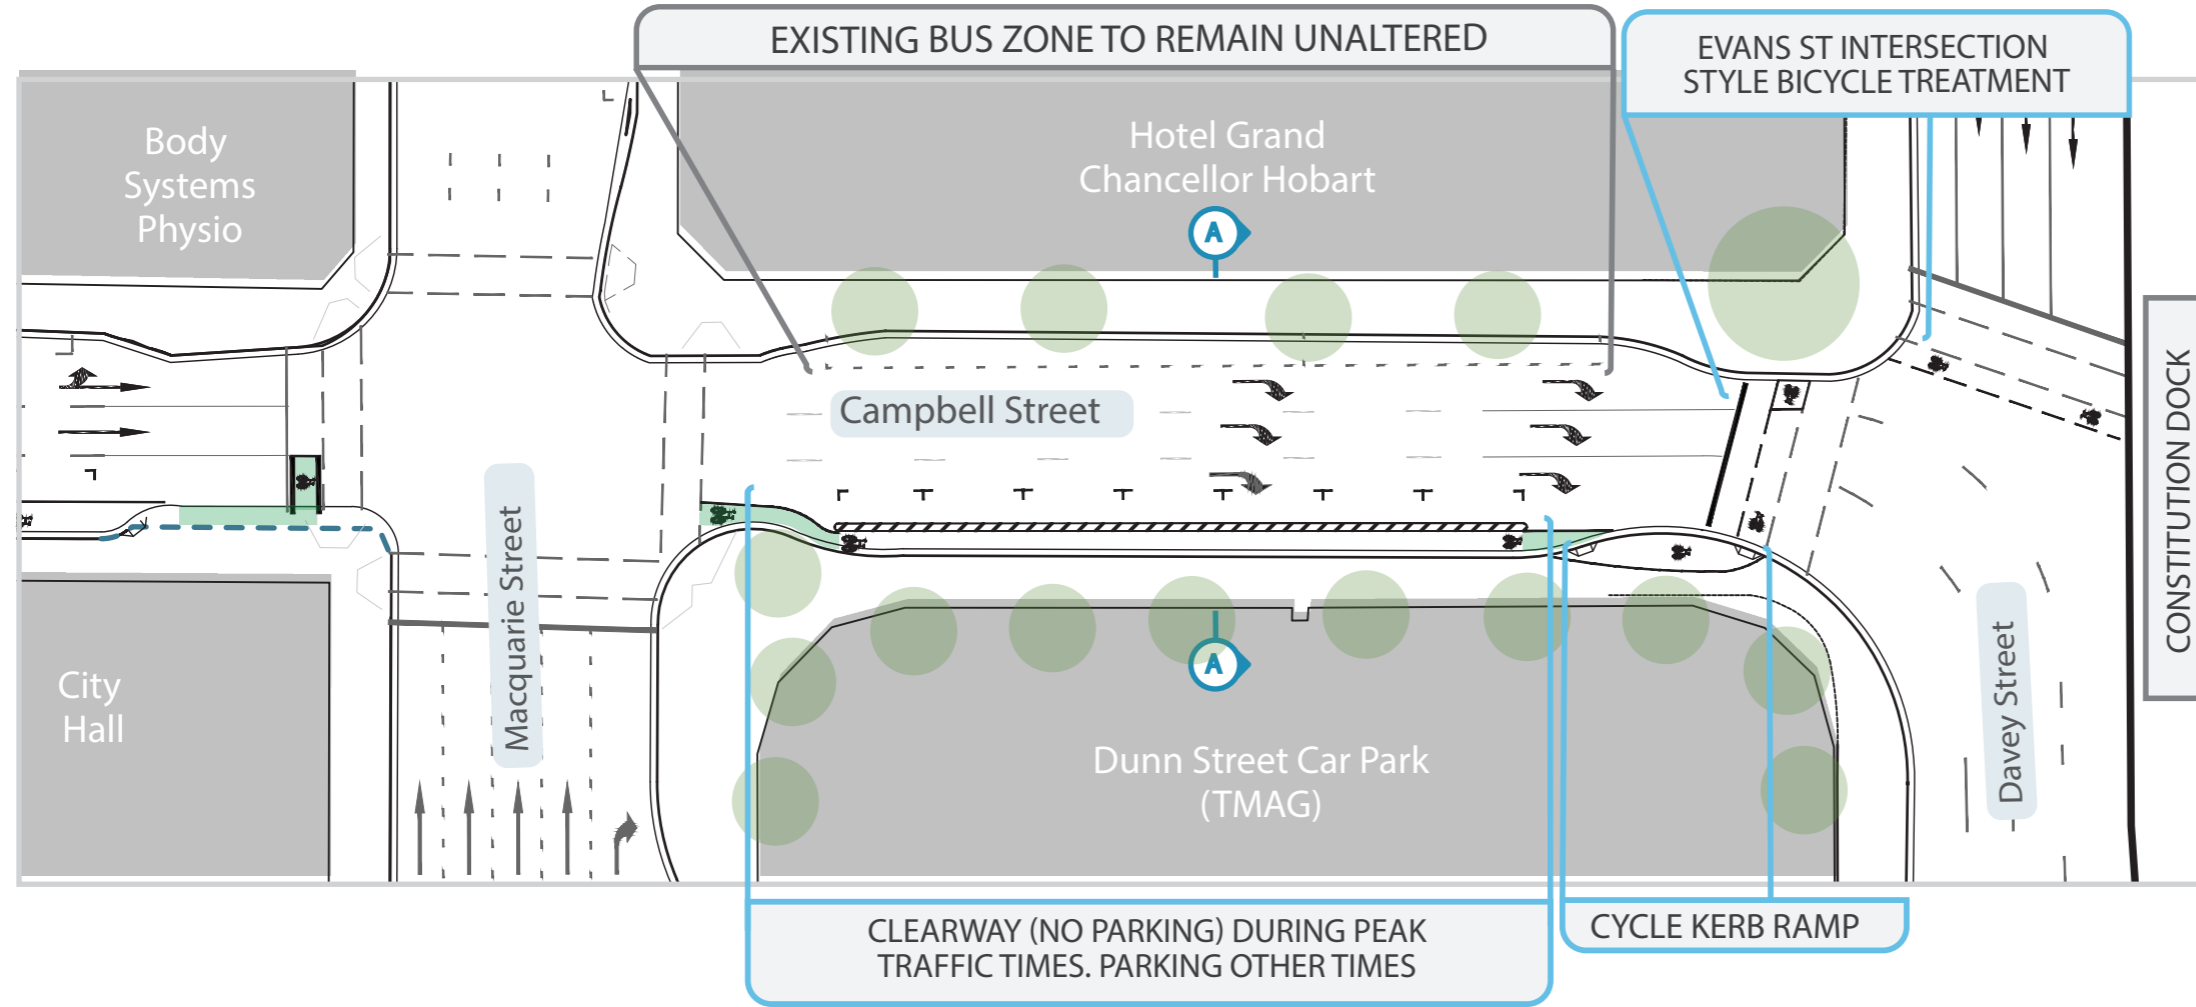 EXISTING BUS ZONE TO REMAIN UNALTERED
EVANS ST INTERSECTION
STYLE BICYCLE TREATMENT
Body
Systems
Physio
Hotel Grand
Chancellor Hobart
A
Campbell Street
CONSTITUTION DOCK
Macquarie Street
Davey Street
A
City
Hall
Dunn Street Car Park
(TMAG)
CLEARWAY (NO PARKING) DURING PEAK
TRAFFIC TIMES. PARKING OTHER TIMES
CYCLE KERB RAMP